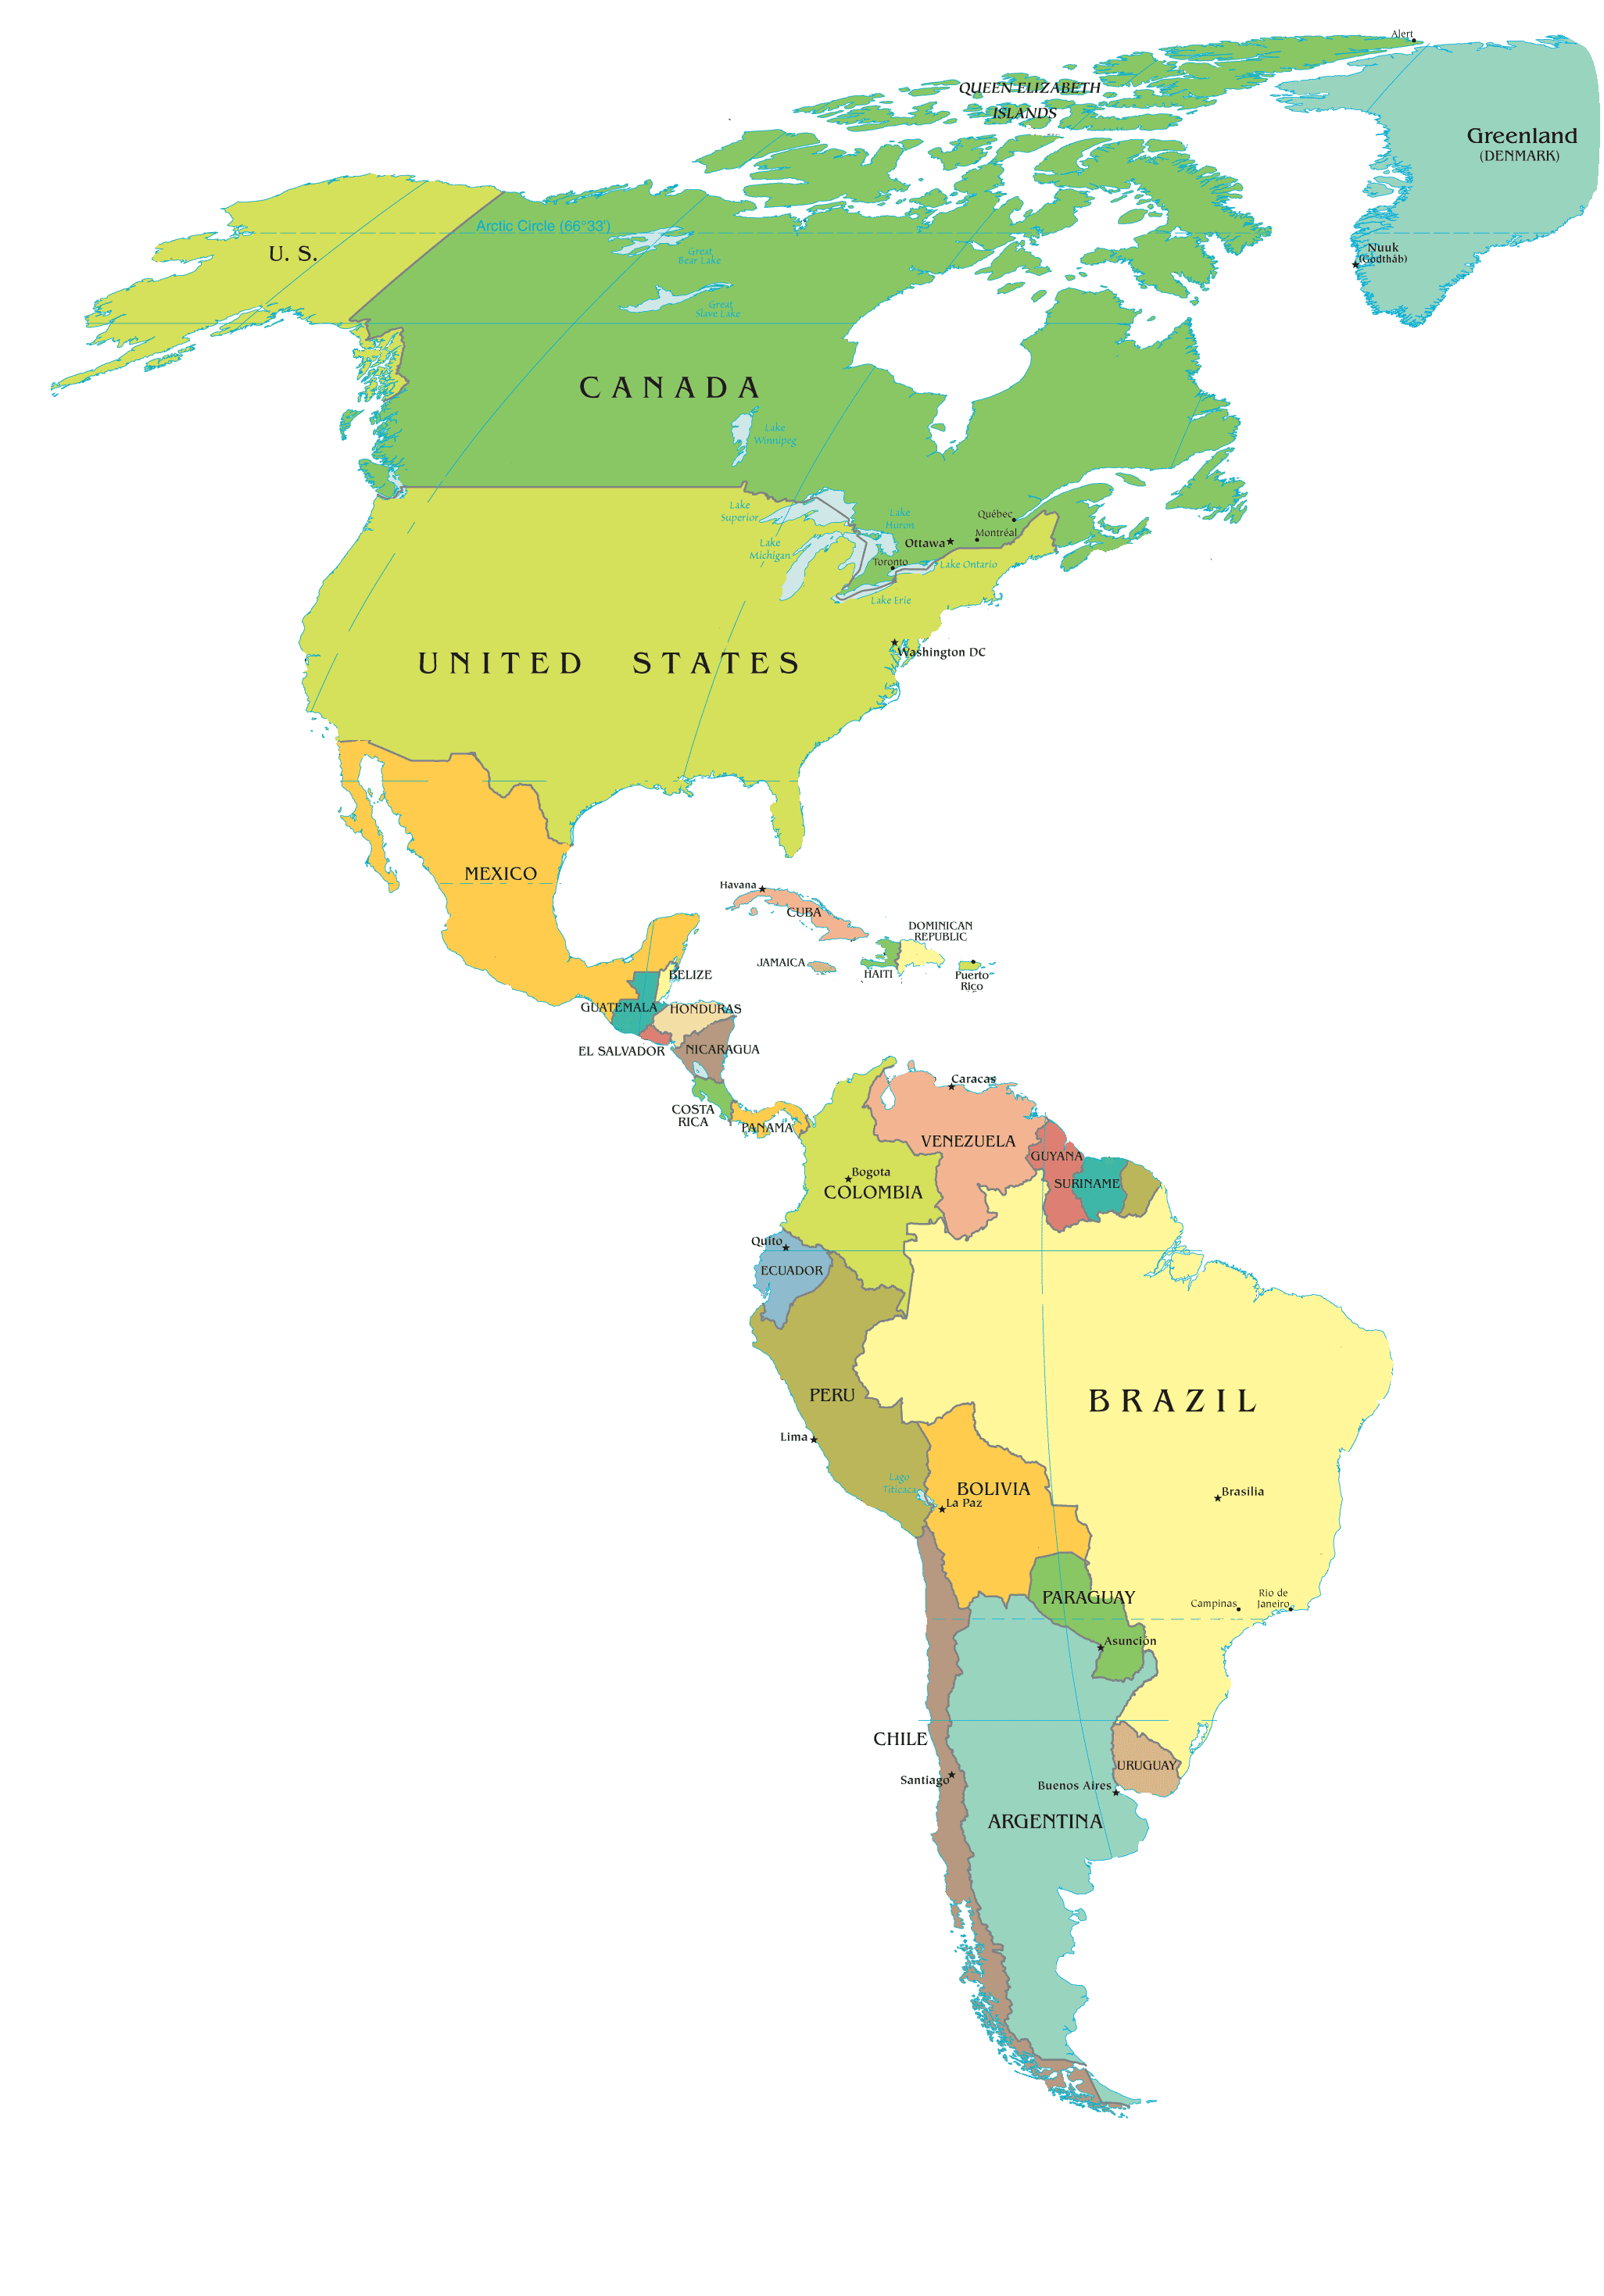 Alert
QUEEN ELIZABETH
ISLANDS
Greenland
(DENMARK)
Arctic Circle (66°33')
U. S.
Great
Bear Lake
Nuuk
(Godthåb)
Great
Slave Lake
CANADA
Lake
Winnipeg
Lake
Superior
Lake
Huron
Québec
Montréal
Ottawa
Lake
Michigan
Toronto
Lake Ontario
Lake Erie
Washington DC
UNITED STATES
MEXICO
Havana
CUBA
DOMINICAN
REPUBLIC
JAMAICA
HAITI
Puerto
Rico
BELIZE
GUATEMALA
HONDURAS
EL SALVADOR
NICARAGUA
COSTA
RICA
PANAMA
Caracas
VENEZUELA
GUYANA
SURINAME
Bogota
COLOMBIA
Quito
ECUADOR
PERU
BRAZIL
Lima
Lago
Titicaca
BOLIVIA
La Paz
Brasilia
PARAGUAY
Campinas
Rio de
Janeiro
Asunción
CHILE
URUGUAY
Santiago
Buenos Aires
ARGENTINA